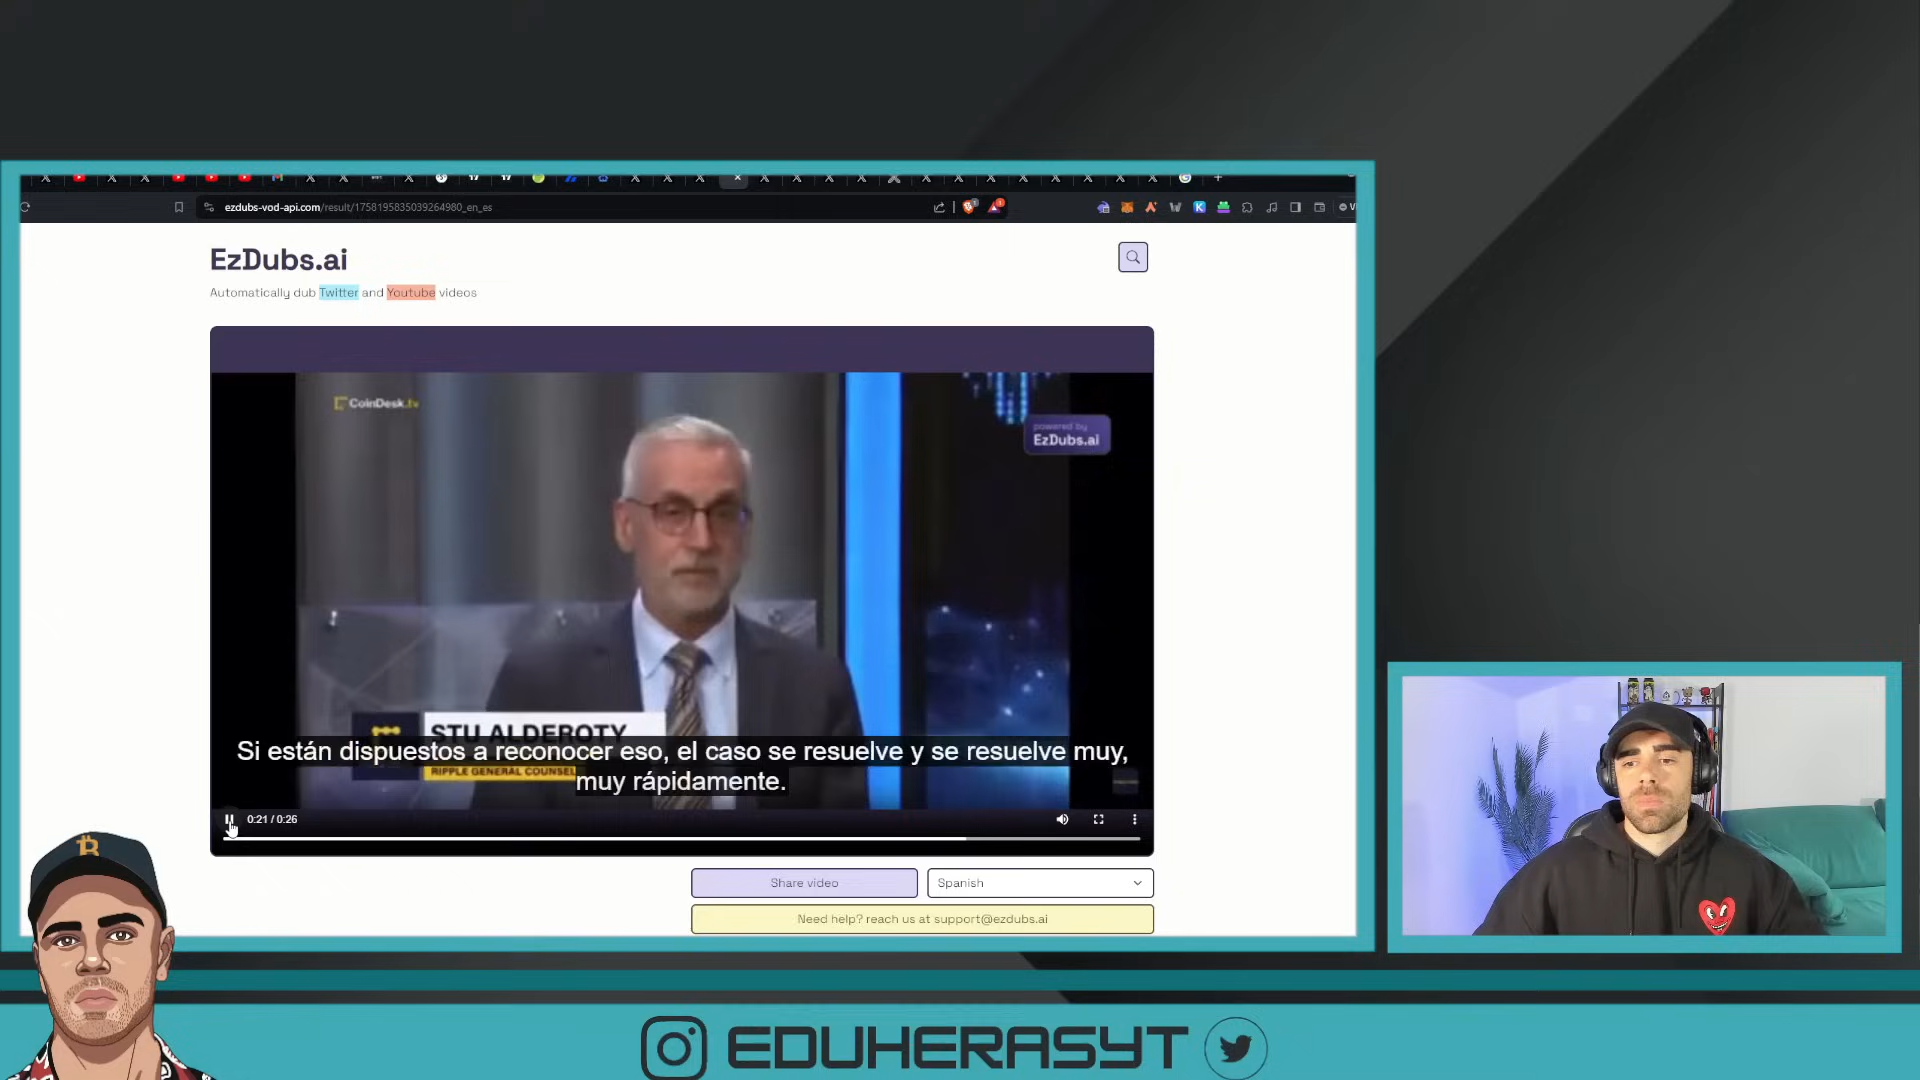 ezdubs-vod-api.com/result/1758195835039264980_en_es
EzDubs.ai
Automatically dub Twitter and Youtube videos
CoinDesk.tv
powered by
EzDubs.ai
STU ALDEROTY
RIPPLE GENERAL COUNSEL
Si están dispuestos a reconocer eso, el caso se resuelve y se resuelve muy,
muy rápidamente.
0:21 / 0:26
Share video
Spanish
Need help? reach us at support@ezdubs.ai
EDUHERASYT